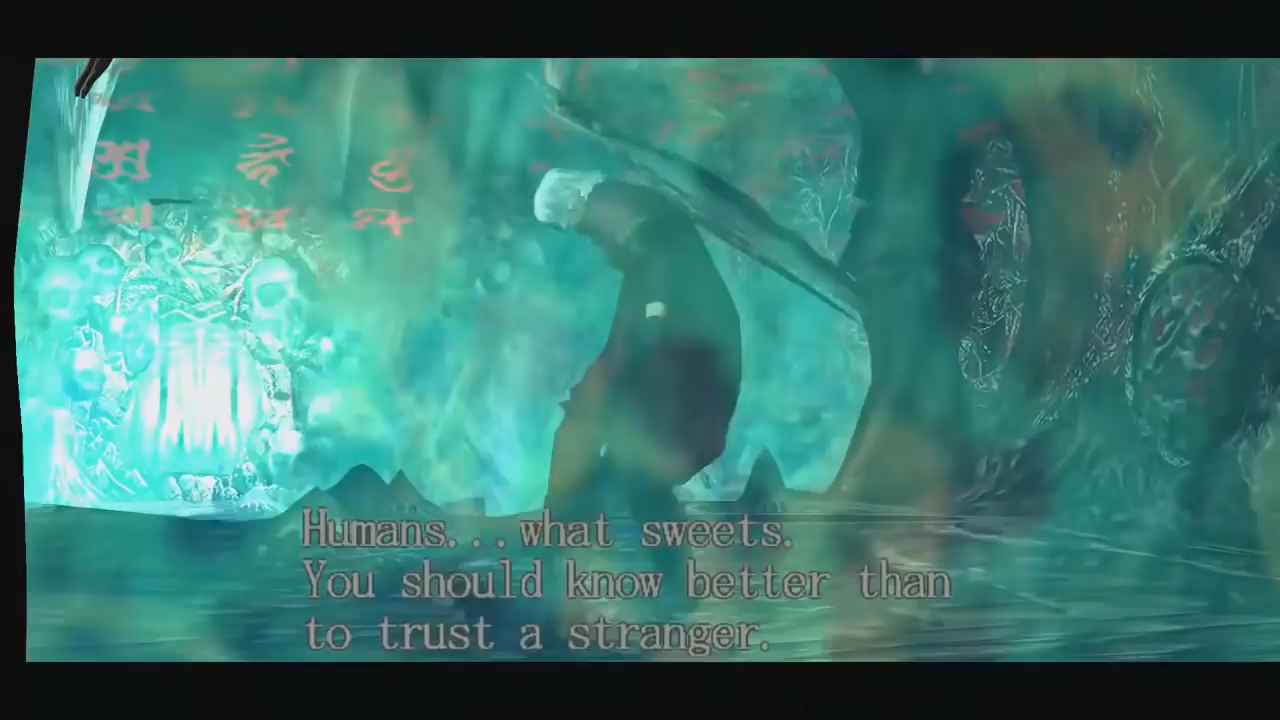 Humans...what sweets.
You should know better than
to trust a stranger.